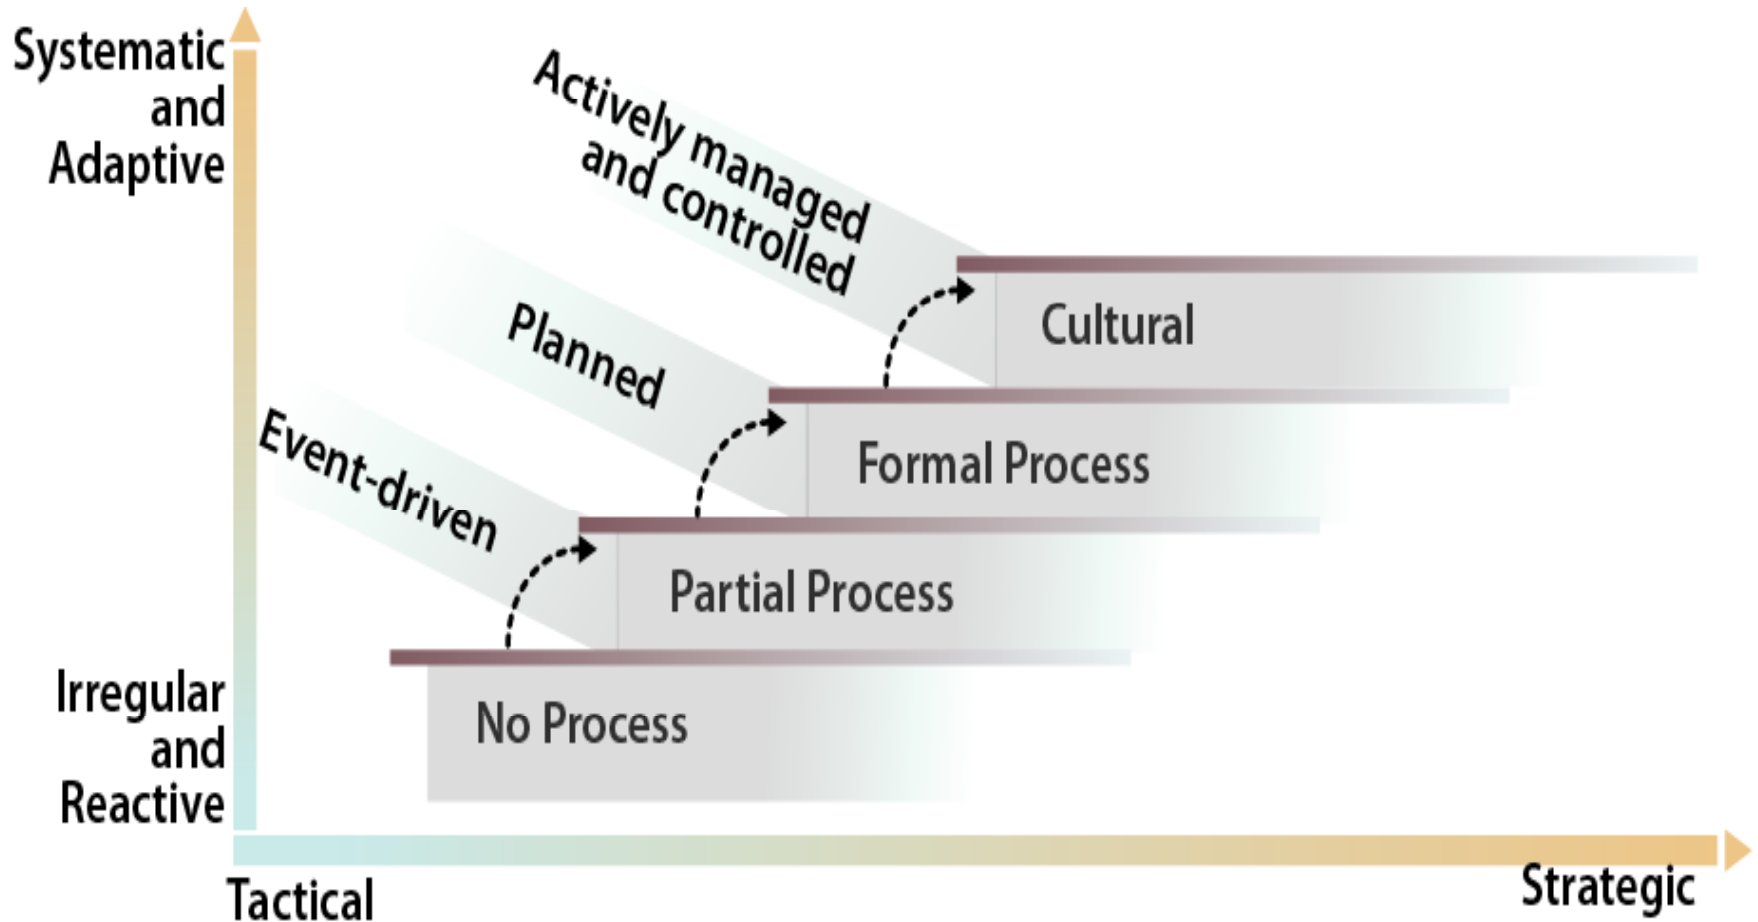 Systematic
and
Adaptive
Actively managed
and controlled
Cultural
Planned
Formal Process
Event-driven
Partial Process
Irregular
and
Reactive
No Process
Tactical
Strategic